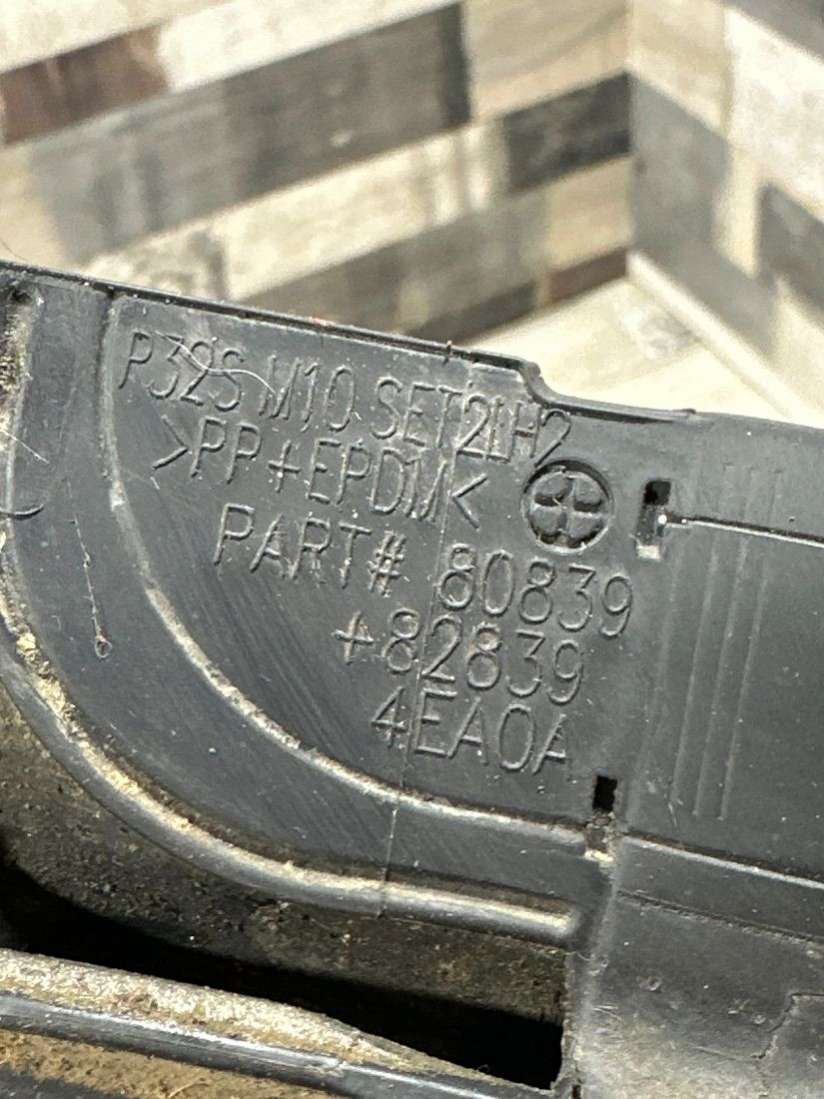 P32S M10 SET2LH2
>PP+EPDM<
PART# 80839
+82839
4EA0A